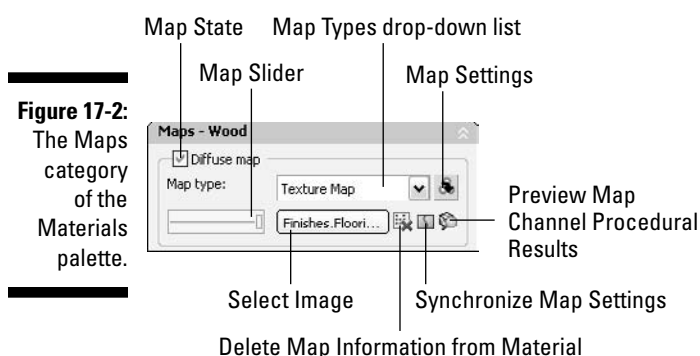 Map State
Map Types drop-down list
Map Slider
Map Settings
Figure 17-2:
The Maps
category
of the
Materials
palette.
Maps - Wood
Diffuse map
Map type:
Texture Map
Finishes.Floori...
Preview Map
Channel Procedural
Results
Select Image
Synchronize Map Settings
Delete Map Information from Material